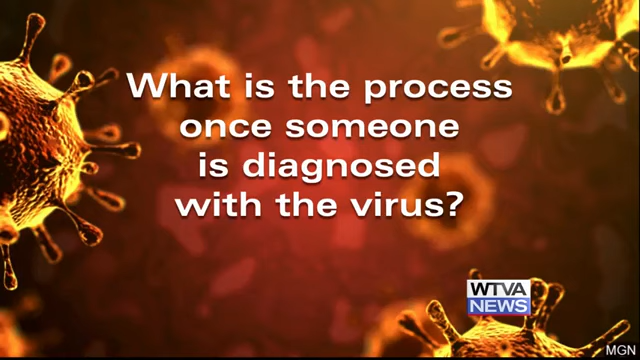 What is the process
once someone
is diagnosed
with the virus?
WTVA
NEWS
MGN